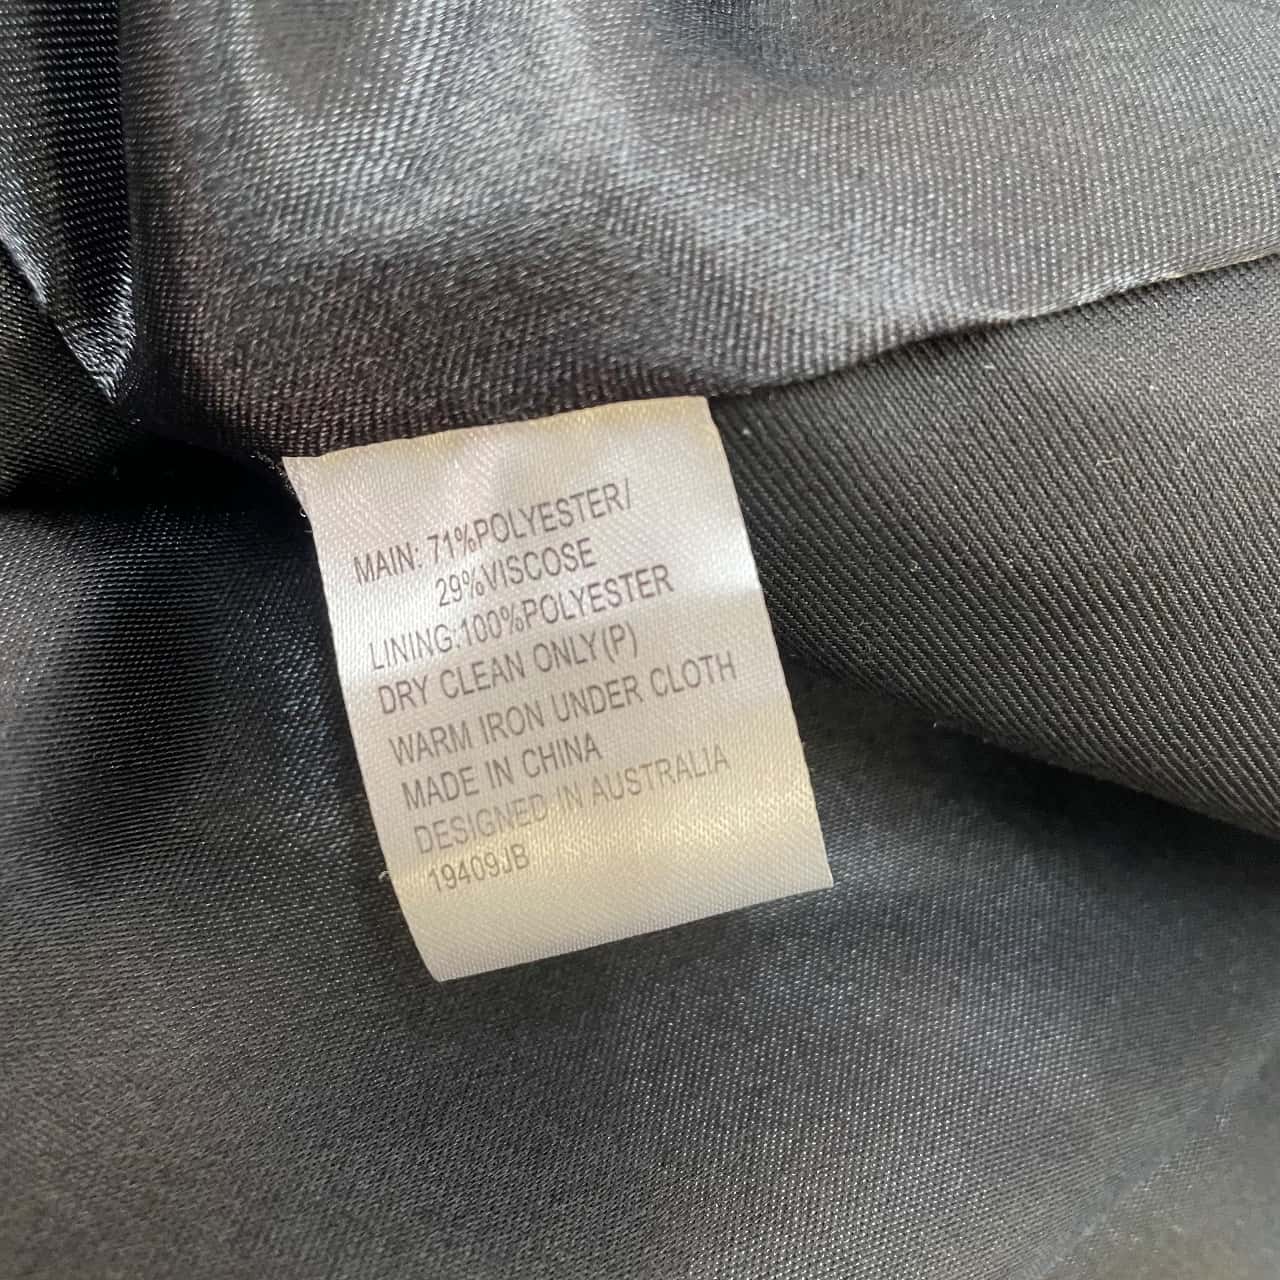 MAIN: 71%POLYESTER/
29%VISCOSE
LINING:100%POLYESTER
DRY CLEAN ONLY(P)
WARM IRON UNDER CLOTH
MADE IN CHINA
DESIGNED IN AUSTRALIA
19409JB